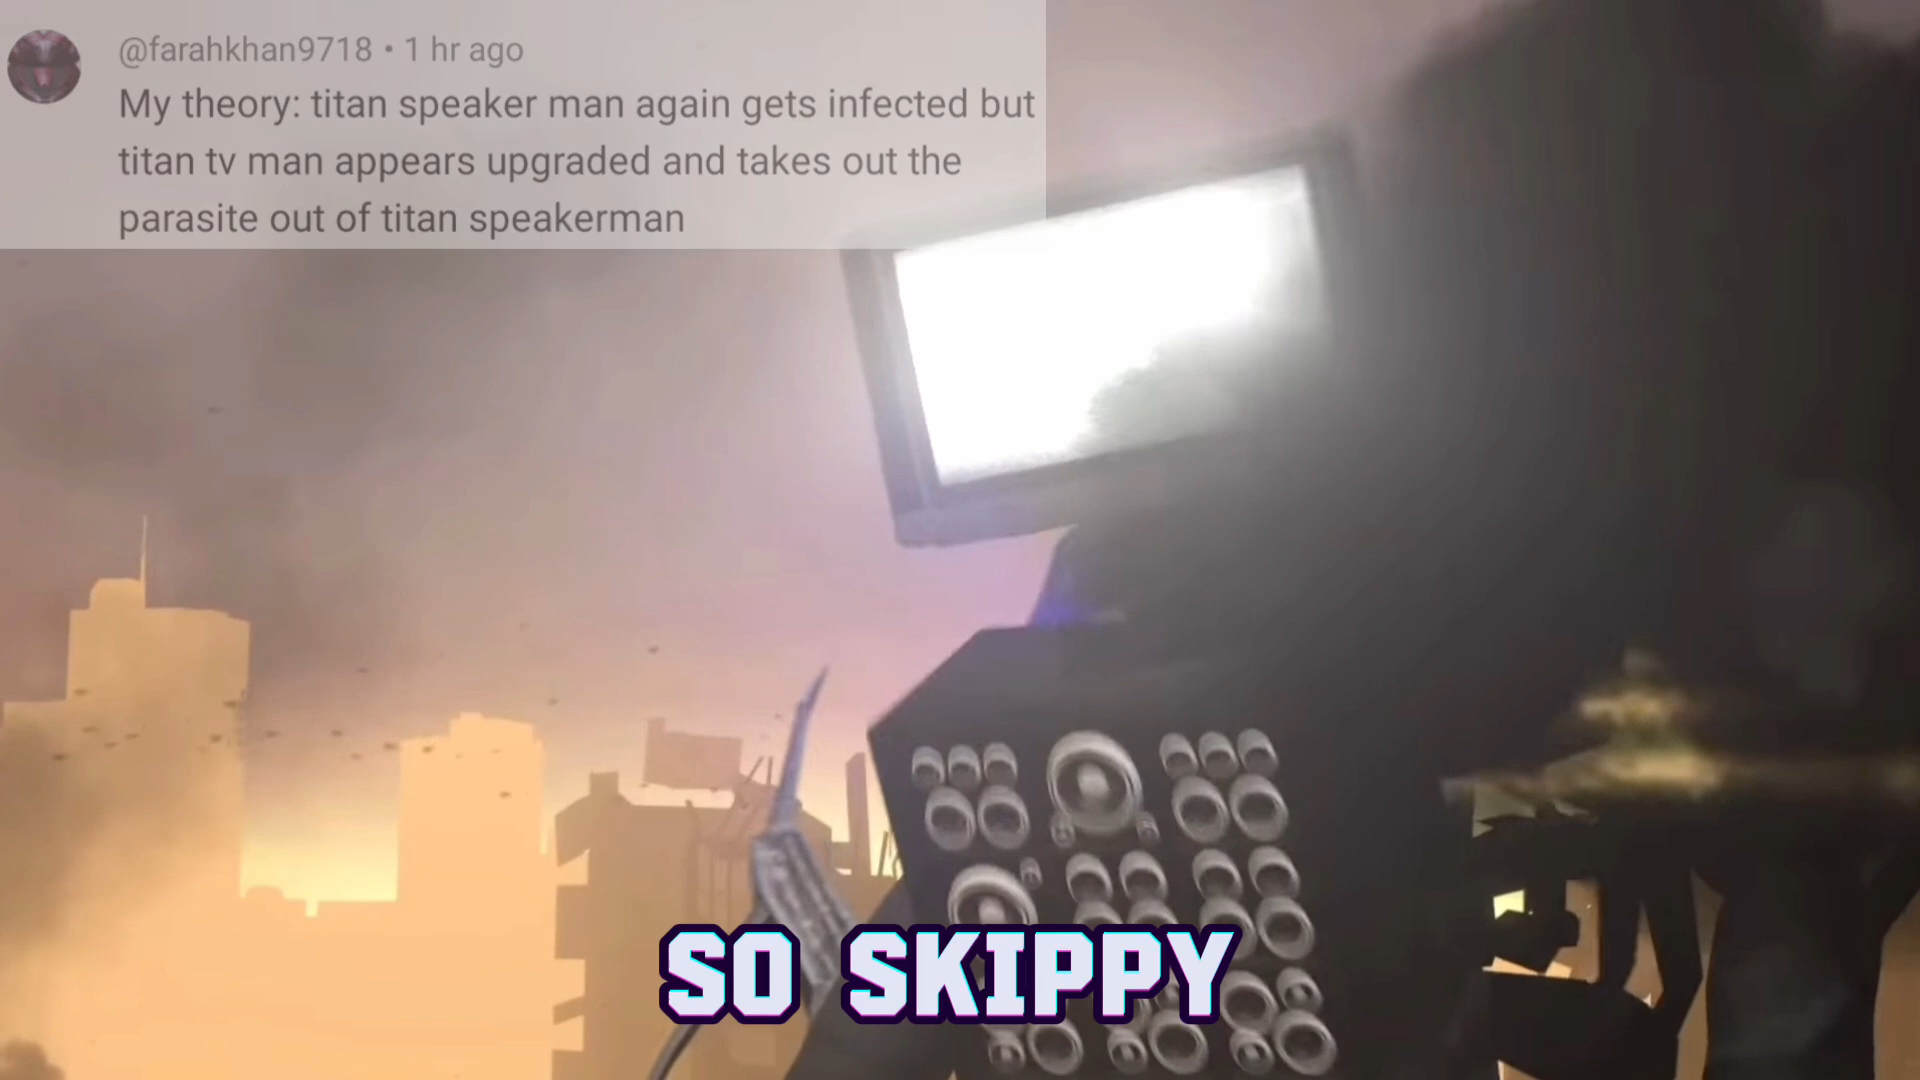 @farahkhan9718 • 1 hr ago
My theory: titan speaker man again gets infected but
titan tv man appears upgraded and takes out the
parasite out of titan speakerman
SO SKIPPY